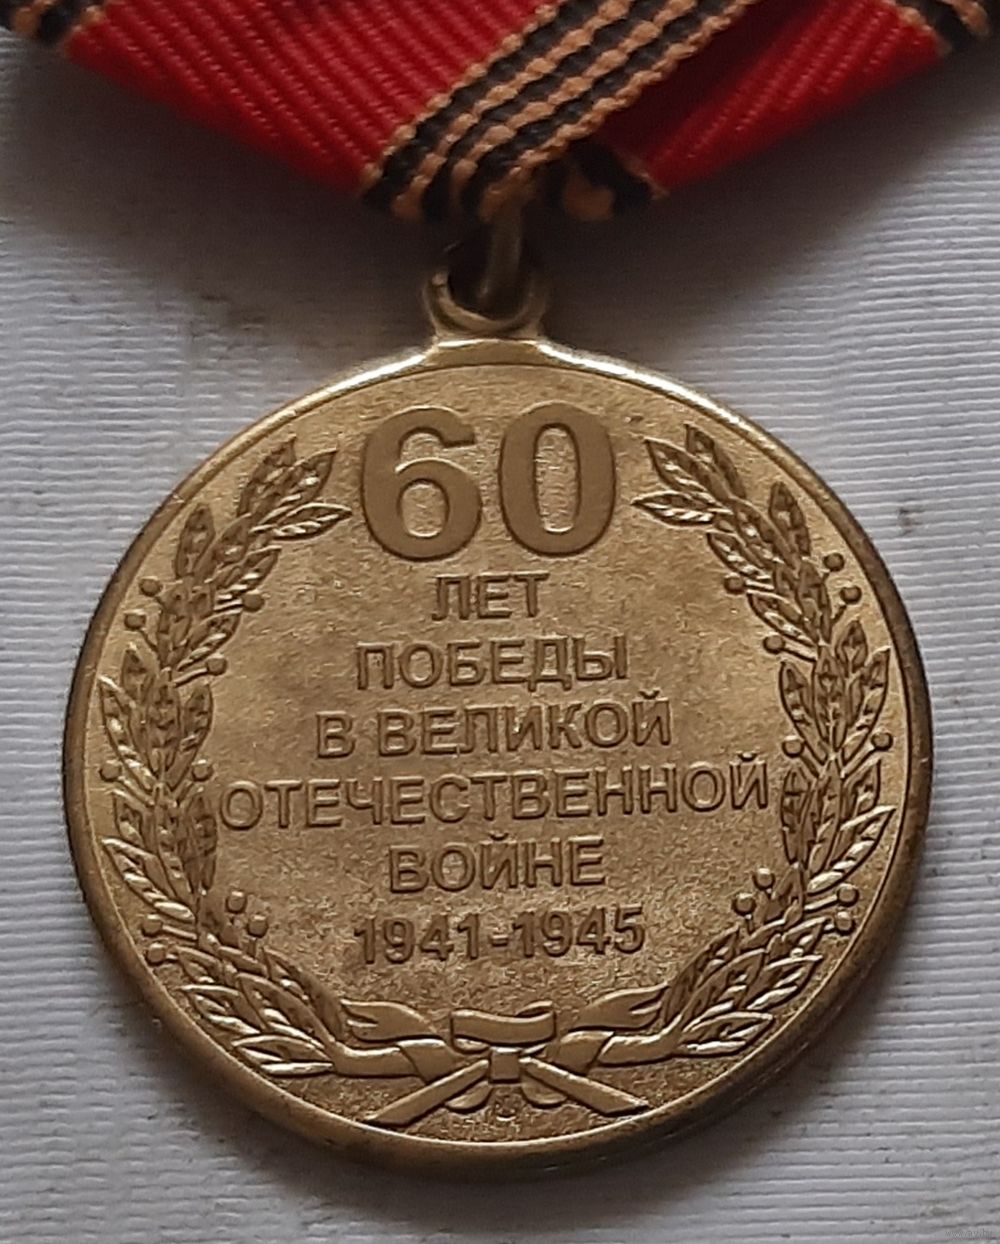 60
ЛЕТ
ПОБЕДЫ
В ВЕЛИКОЙ
ОТЕЧЕСТВЕННОЙ
ВОЙНЕ
1941-1945